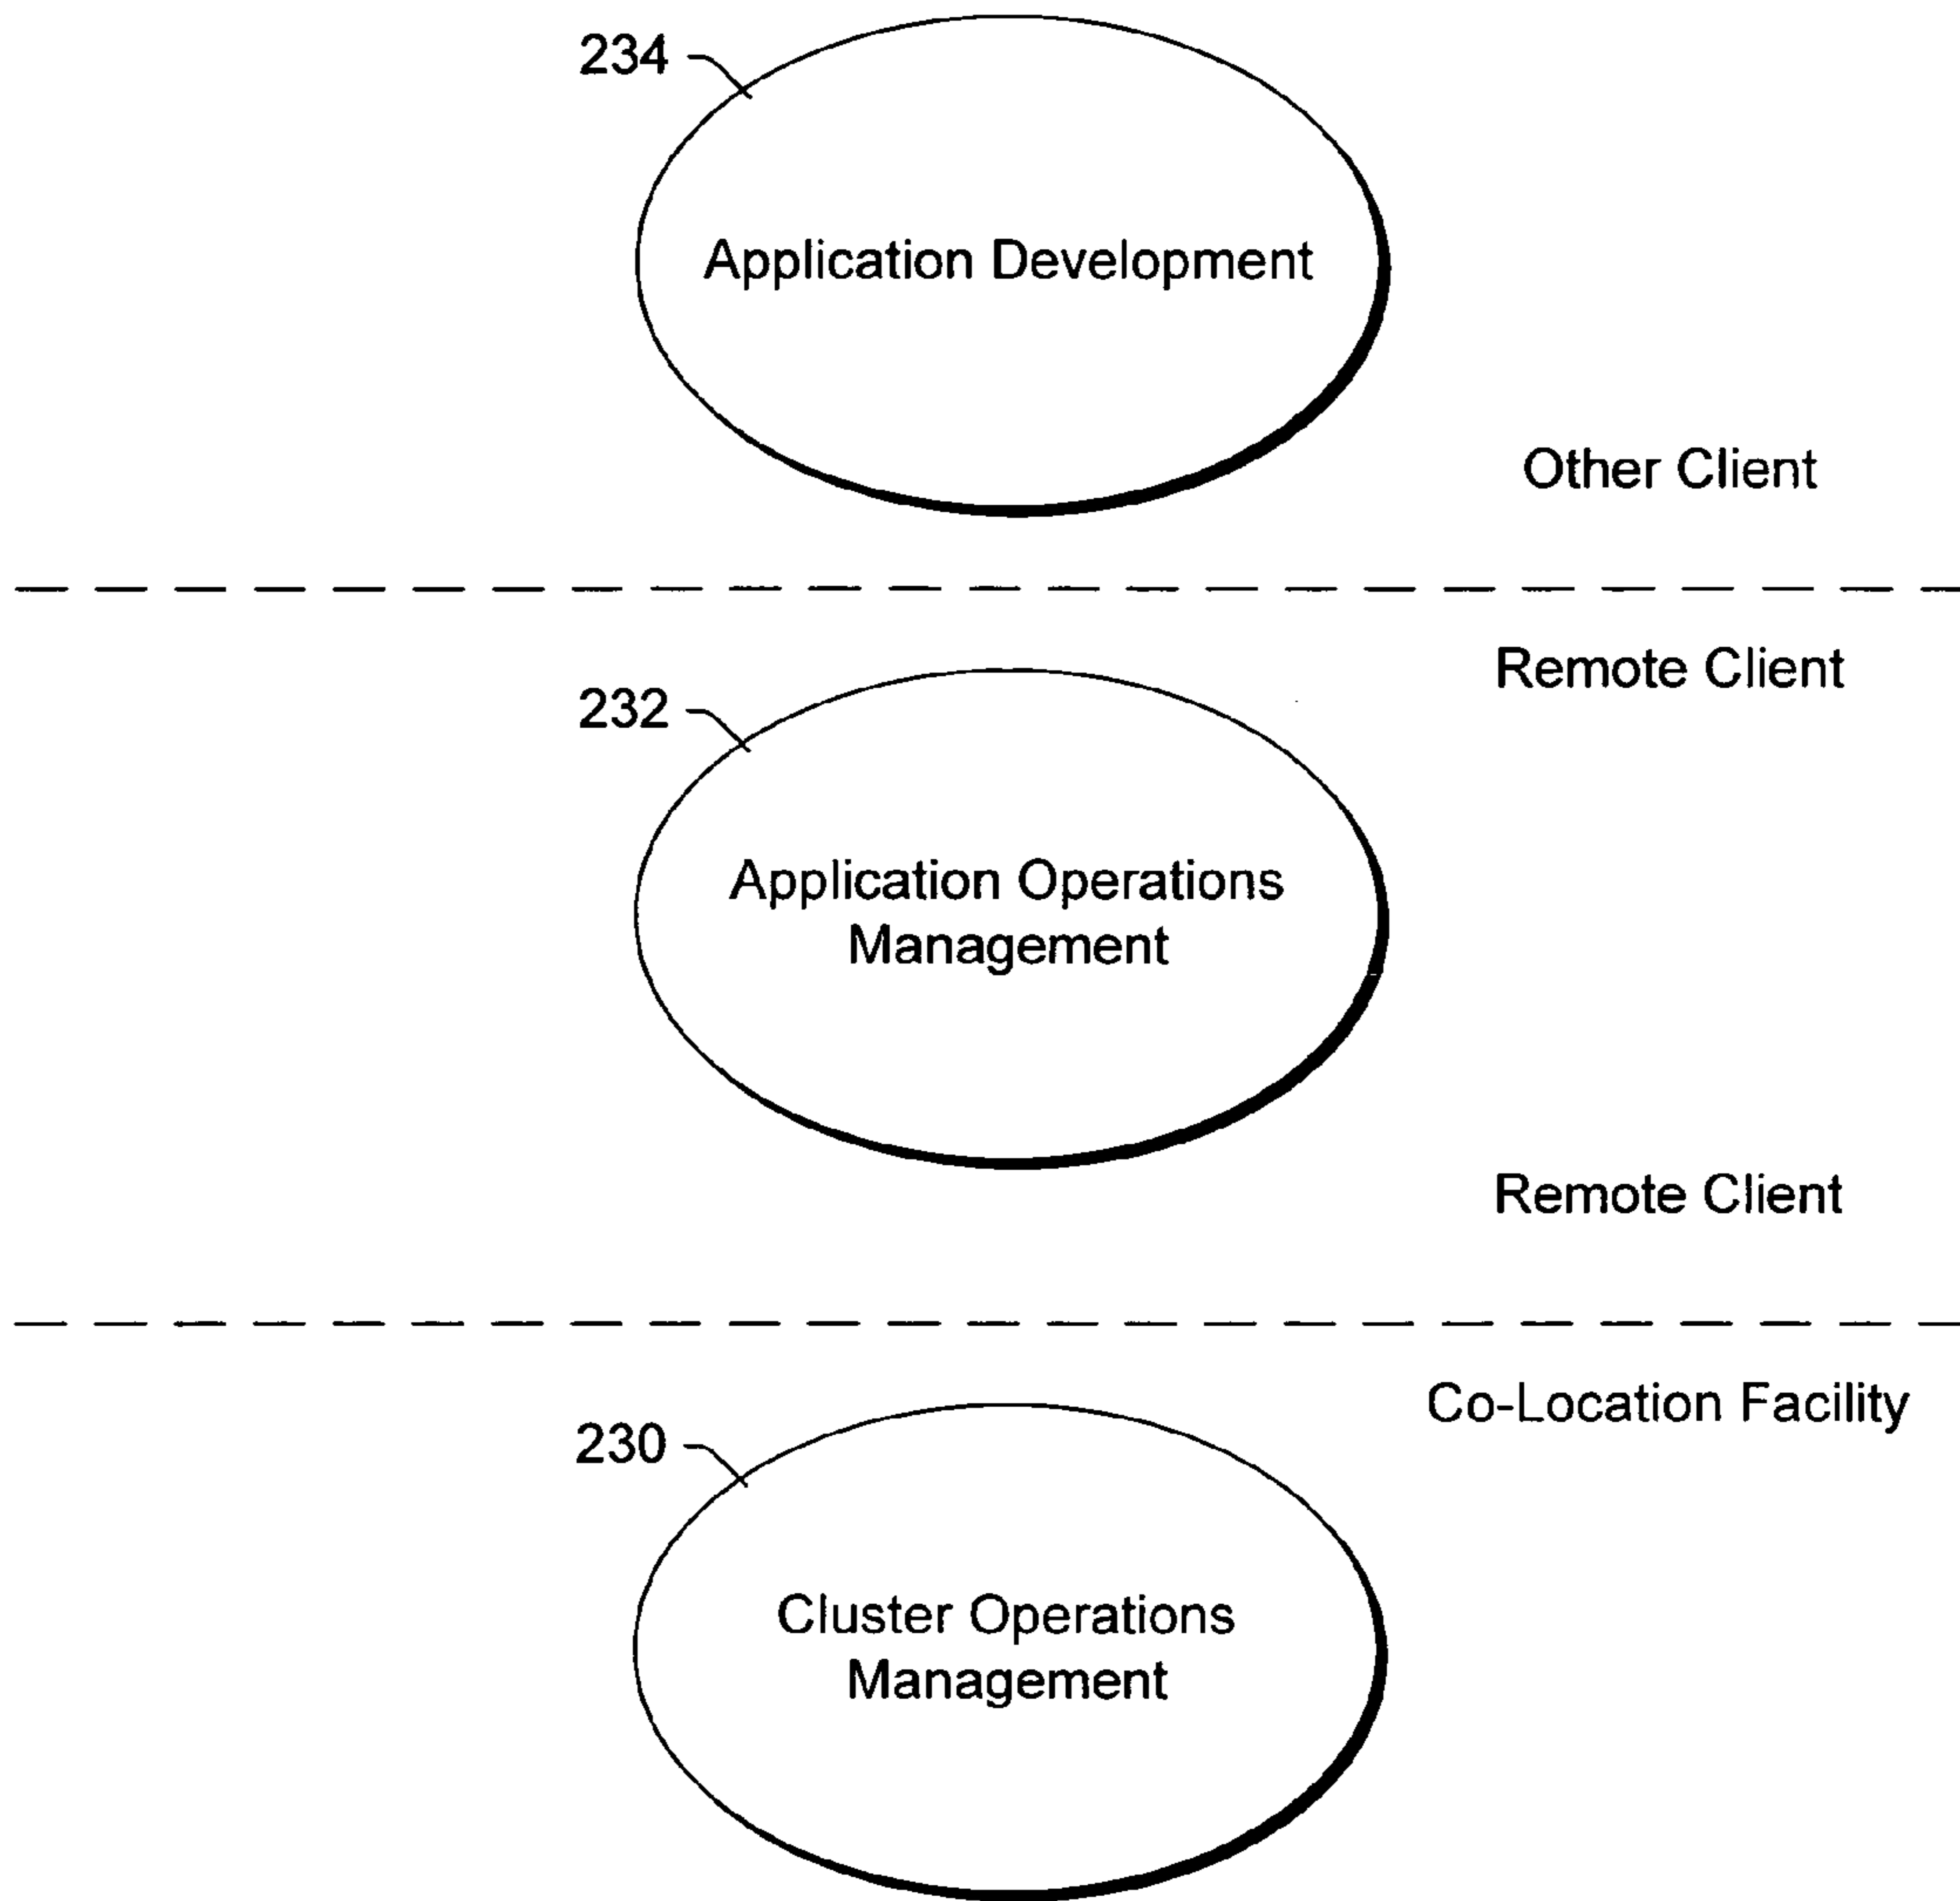 234
Application Development
Other Client
Remote Client
232
Application Operations
Management
Remote Client
Co-Location Facility
230
Cluster Operations
Management